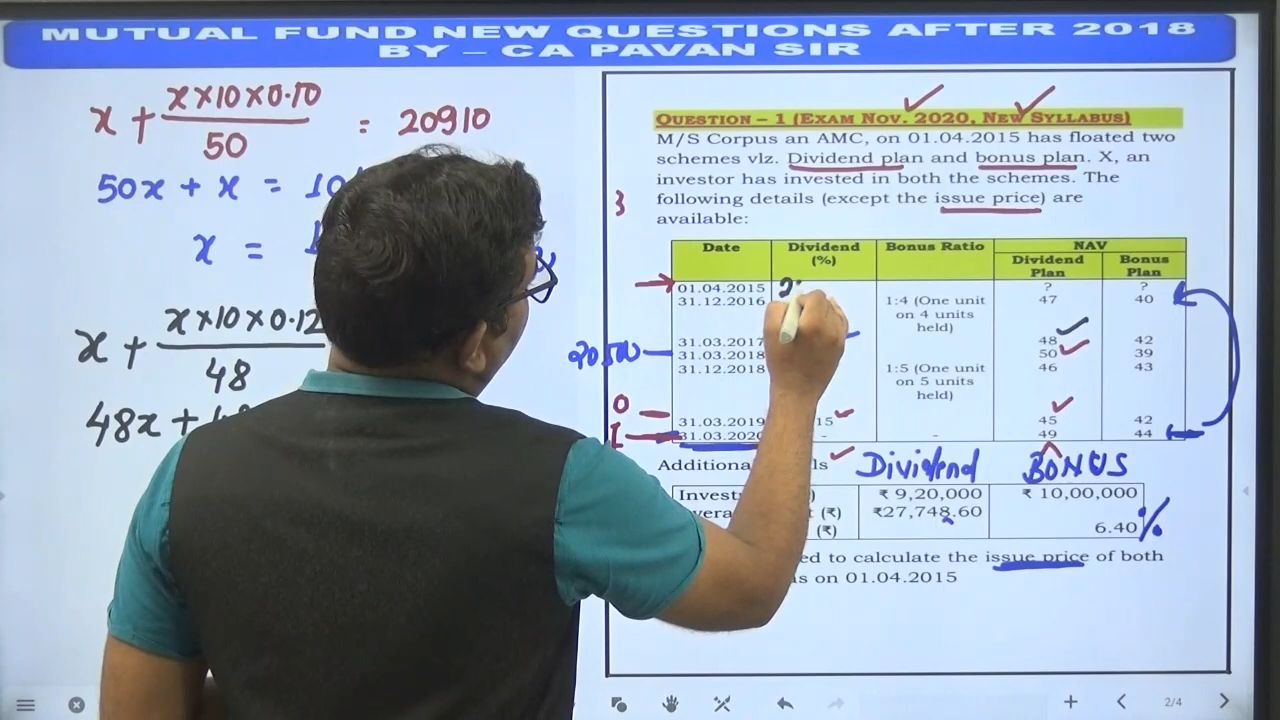 MUTUAL FUND NEW QUESTIONS AFTER 2018
BY – CA PAVAN SIR
x + x×10×0.10 / 50 = 20910
50x + x = 10
x =
x + x×10×0.12 / 48
48x +
QUESTION – 1 (EXAM NOV. 2020, NEW SYLLABUS)
M/S Corpus an AMC, on 01.04.2015 has floated two
schemes vlz. Dividend plan and bonus plan. X, an
investor has invested in both the schemes. The
3
following details (except the issue price) are
available:
Date Dividend (%) Bonus Ratio NAV
Dividend Plan Bonus Plan
01.04.2015 ? ?
31.12.2016 1:4 (One unit on 4 units held) 47 40
31.03.2017 48 42
20500 31.03.2018 50 39
31.12.2018 1:5 (One unit on 5 units held) 46 43
0 31.03.2019 15 45 42
I 31.03.2020 - - 49 44
Additional
Dividend BONUS
₹ 9,20,000 ₹ 10,00,000
(₹) ₹27,748.60
(₹) 6.40%
to calculate the issue price of both
on 01.04.2015
2/4